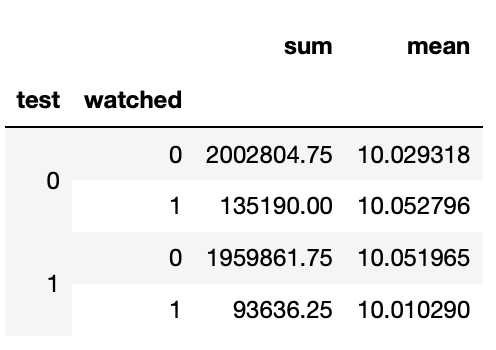 sum mean
test watched
0 0 2002804.75 10.029318
1 135190.00 10.052796
1 0 1959861.75 10.051965
1 93636.25 10.010290